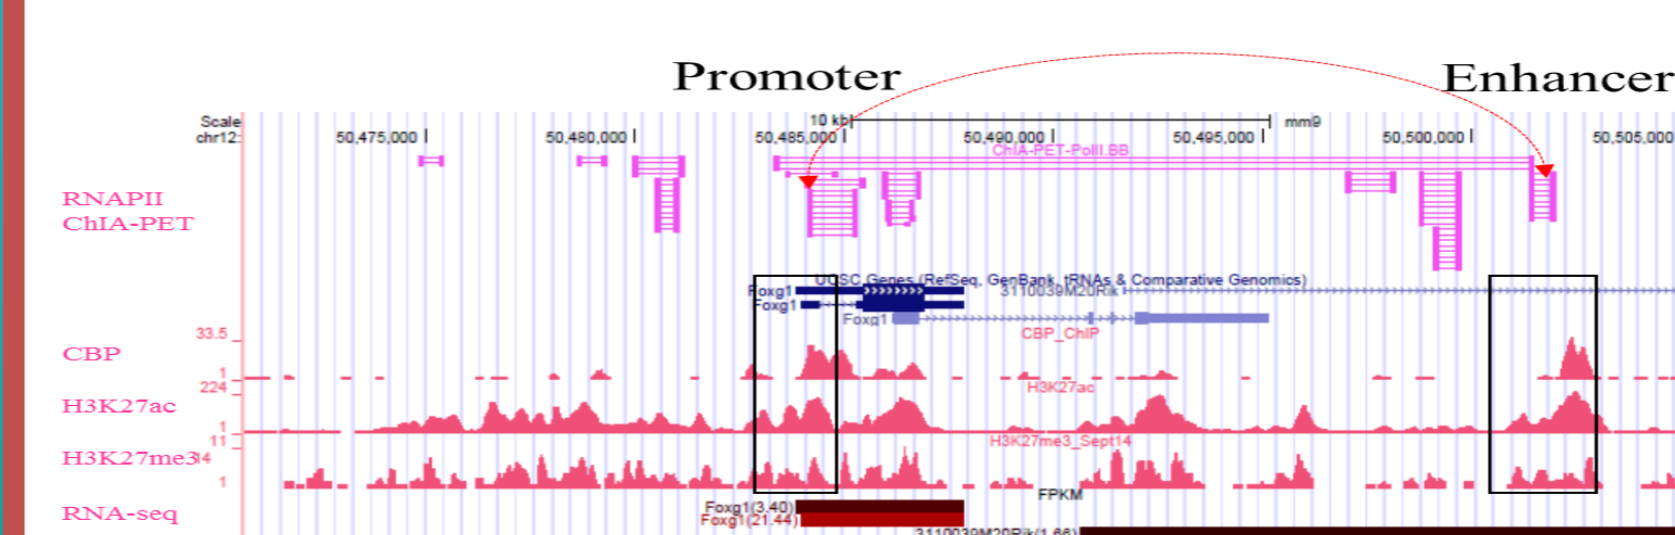 Promoter
Enhancer
Scale
10 kb
mm9
chr12:
50,475,000
50,480,000
50,485,000
50,490,000
50,495,000
50,500,000
50,505,000
ChIA-PET-PolII.BB
RNAPII
ChIA-PET
UCSC Genes (RefSeq, GenBank, tRNAs & Comparative Genomics)
Foxg1
3110039M20Rik
Foxg1
Foxg1
33.5
CBP_ChIP
CBP
1
224
H3K27ac
H3K27ac
1
11
H3K27me3_Sept14
H3K27me3
14
1
FPKM
RNA-seq
Foxg1(3.40)
Foxg1(21.44)
3110039M20Rik(1.66)